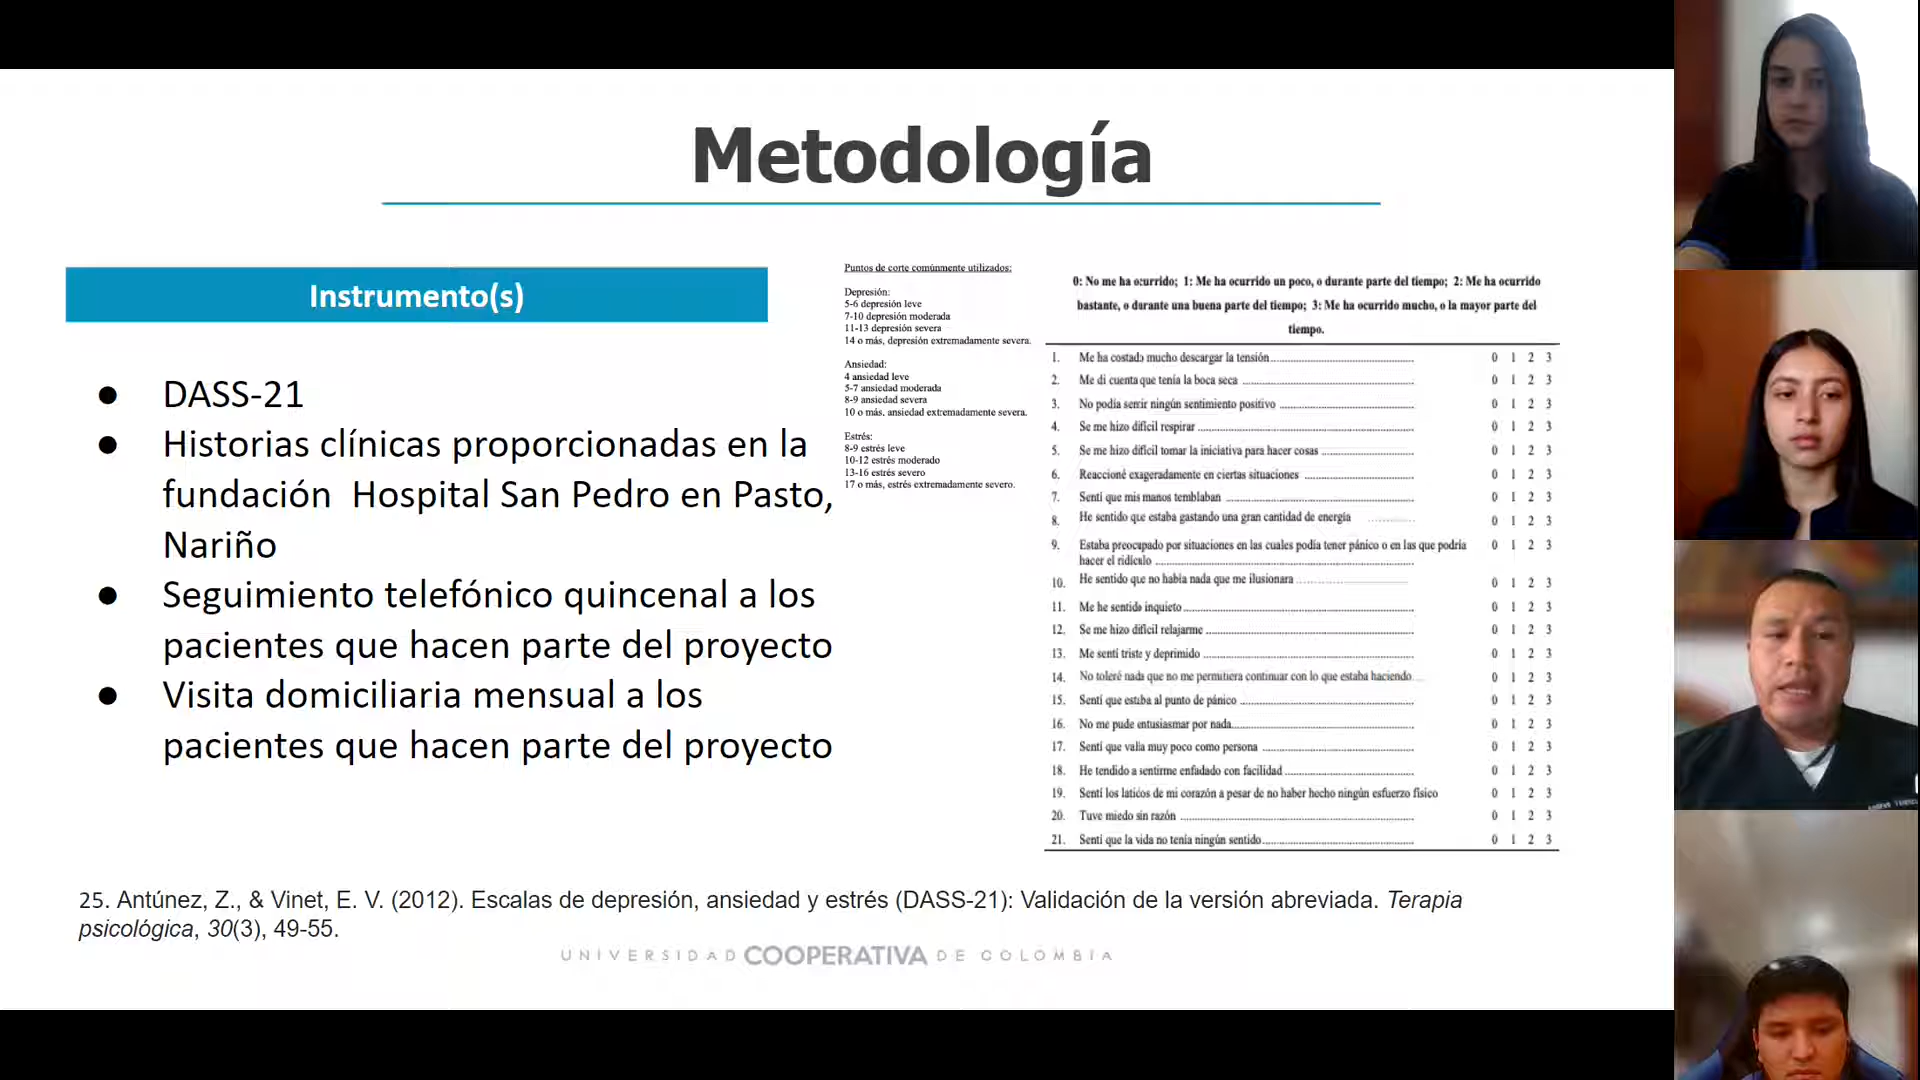 Metodología
Instrumento(s)
● DASS-21
● Historias clínicas proporcionadas en la
fundación Hospital San Pedro en Pasto,
Nariño
● Seguimiento telefónico quincenal a los
pacientes que hacen parte del proyecto
● Visita domiciliaria mensual a los
pacientes que hacen parte del proyecto
Puntos de corte comúnmente utilizados:
Depresión:
5-6 depresión leve
7-10 depresión moderada
11-13 depresión severa
14 o más, depresión extremadamente severa.
Ansiedad:
4 ansiedad leve
5-7 ansiedad moderada
8-9 ansiedad severa
10 o más, ansiedad extremadamente severa.
Estrés:
8-9 estrés leve
10-12 estrés moderado
13-16 estrés severo
17 o más, estrés extremadamente severo.
0: No me ha ocurrido; 1: Me ha ocurrido un poco, o durante parte del tiempo; 2: Me ha ocurrido
bastante, o durante una buena parte del tiempo; 3: Me ha ocurrido mucho, o la mayor parte del
tiempo.
1. Me ha costado mucho descargar la tensión 0 1 2 3
2. Me di cuenta que tenía la boca seca 0 1 2 3
3. No podía sentir ningún sentimiento positivo 0 1 2 3
4. Se me hizo difícil respirar 0 1 2 3
5. Se me hizo difícil tomar la iniciativa para hacer cosas 0 1 2 3
6. Reaccioné exageradamente en ciertas situaciones 0 1 2 3
7. Sentí que mis manos temblaban 0 1 2 3
8. He sentido que estaba gastando una gran cantidad de energía 0 1 2 3
9. Estaba preocupado por situaciones en las cuales podía tener pánico o en las que podría 0 1 2 3
hacer el ridículo
10. He sentido que no había nada que me ilusionara 0 1 2 3
11. Me he sentido inquieto 0 1 2 3
12. Se me hizo difícil relajarme 0 1 2 3
13. Me sentí triste y deprimido 0 1 2 3
14. No toleré nada que no me permitiera continuar con lo que estaba haciendo 0 1 2 3
15. Sentí que estaba al punto de pánico 0 1 2 3
16. No me pude entusiasmar por nada 0 1 2 3
17. Sentí que valía muy poco como persona 0 1 2 3
18. He tendido a sentirme enfadado con facilidad 0 1 2 3
19. Sentí los latidos de mi corazón a pesar de no haber hecho ningún esfuerzo físico 0 1 2 3
20. Tuve miedo sin razón 0 1 2 3
21. Sentí que la vida no tenía ningún sentido 0 1 2 3
25. Antúnez, Z., & Vinet, E. V. (2012). Escalas de depresión, ansiedad y estrés (DASS-21): Validación de la versión abreviada. Terapia
psicológica, 30(3), 49-55.
UNIVERSIDAD COOPERATIVA DE COLOMBIA